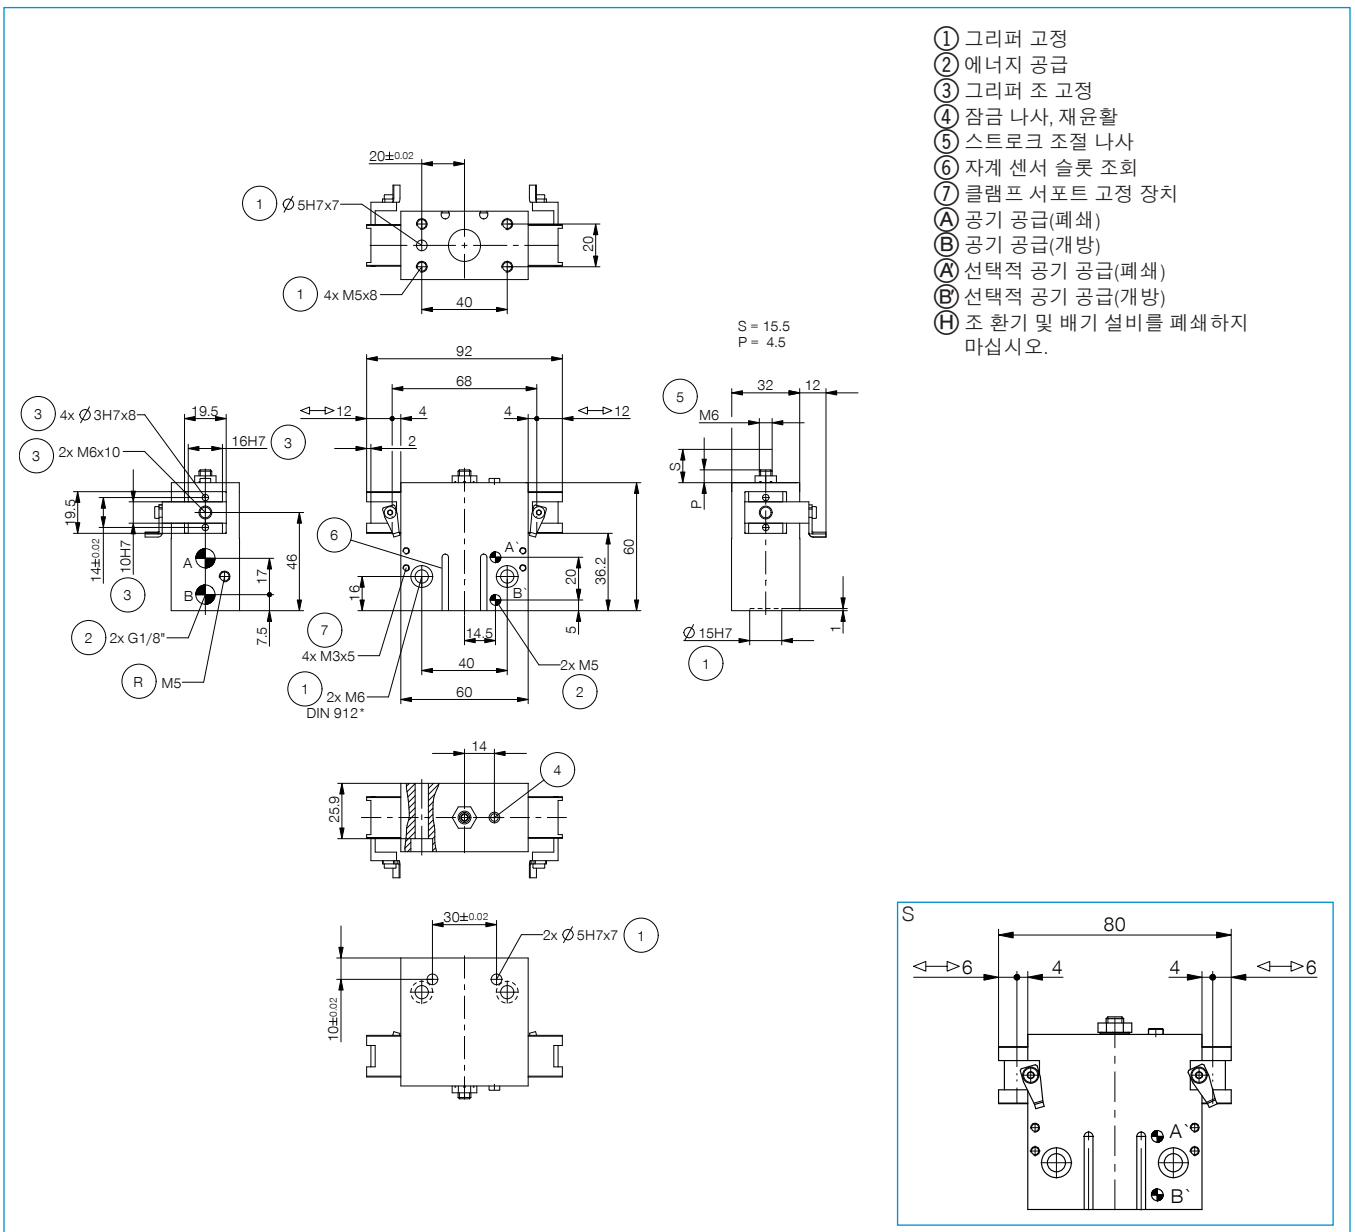 ① 그리퍼 고정
② 에너지 공급
③ 그리퍼 조 고정
④ 잠금 나사, 재윤활
⑤ 스트로크 조절 나사
⑥ 자계 센서 슬롯 조회
⑦ 클램프 서포트 고정 장치
Ⓐ 공기 공급(폐쇄)
Ⓑ 공기 공급(개방)
A' 선택적 공기 공급(폐쇄)
B' 선택적 공기 공급(개방)
Ⓗ 조 환기 및 배기 설비를 폐쇄하지
마십시오.
20±0.02
1 Ø 5H7x7
20
1 4x M5x8
40
S = 15.5
P = 4.5
92
68
12
4
4
12
2
3 4x Ø 3H7x8
19.5
16H7 3
3 2x M6x10
19.5
14±0.02
10H7
3
A
B
46
17
7.5
2 2x G1/8"
R M5
6
A`
B`
16
20
36.2
60
5
14.5
7
4x M3x5
40
2x M5
2
1 2x M6
DIN 912*
60
5
32
12
M6
S
P
Ø 15H7
1
1
14
4
25.9
30±0.02
2x Ø 5H7x7 1
10±0.02
S
80
6
4
4
6
A`
B`